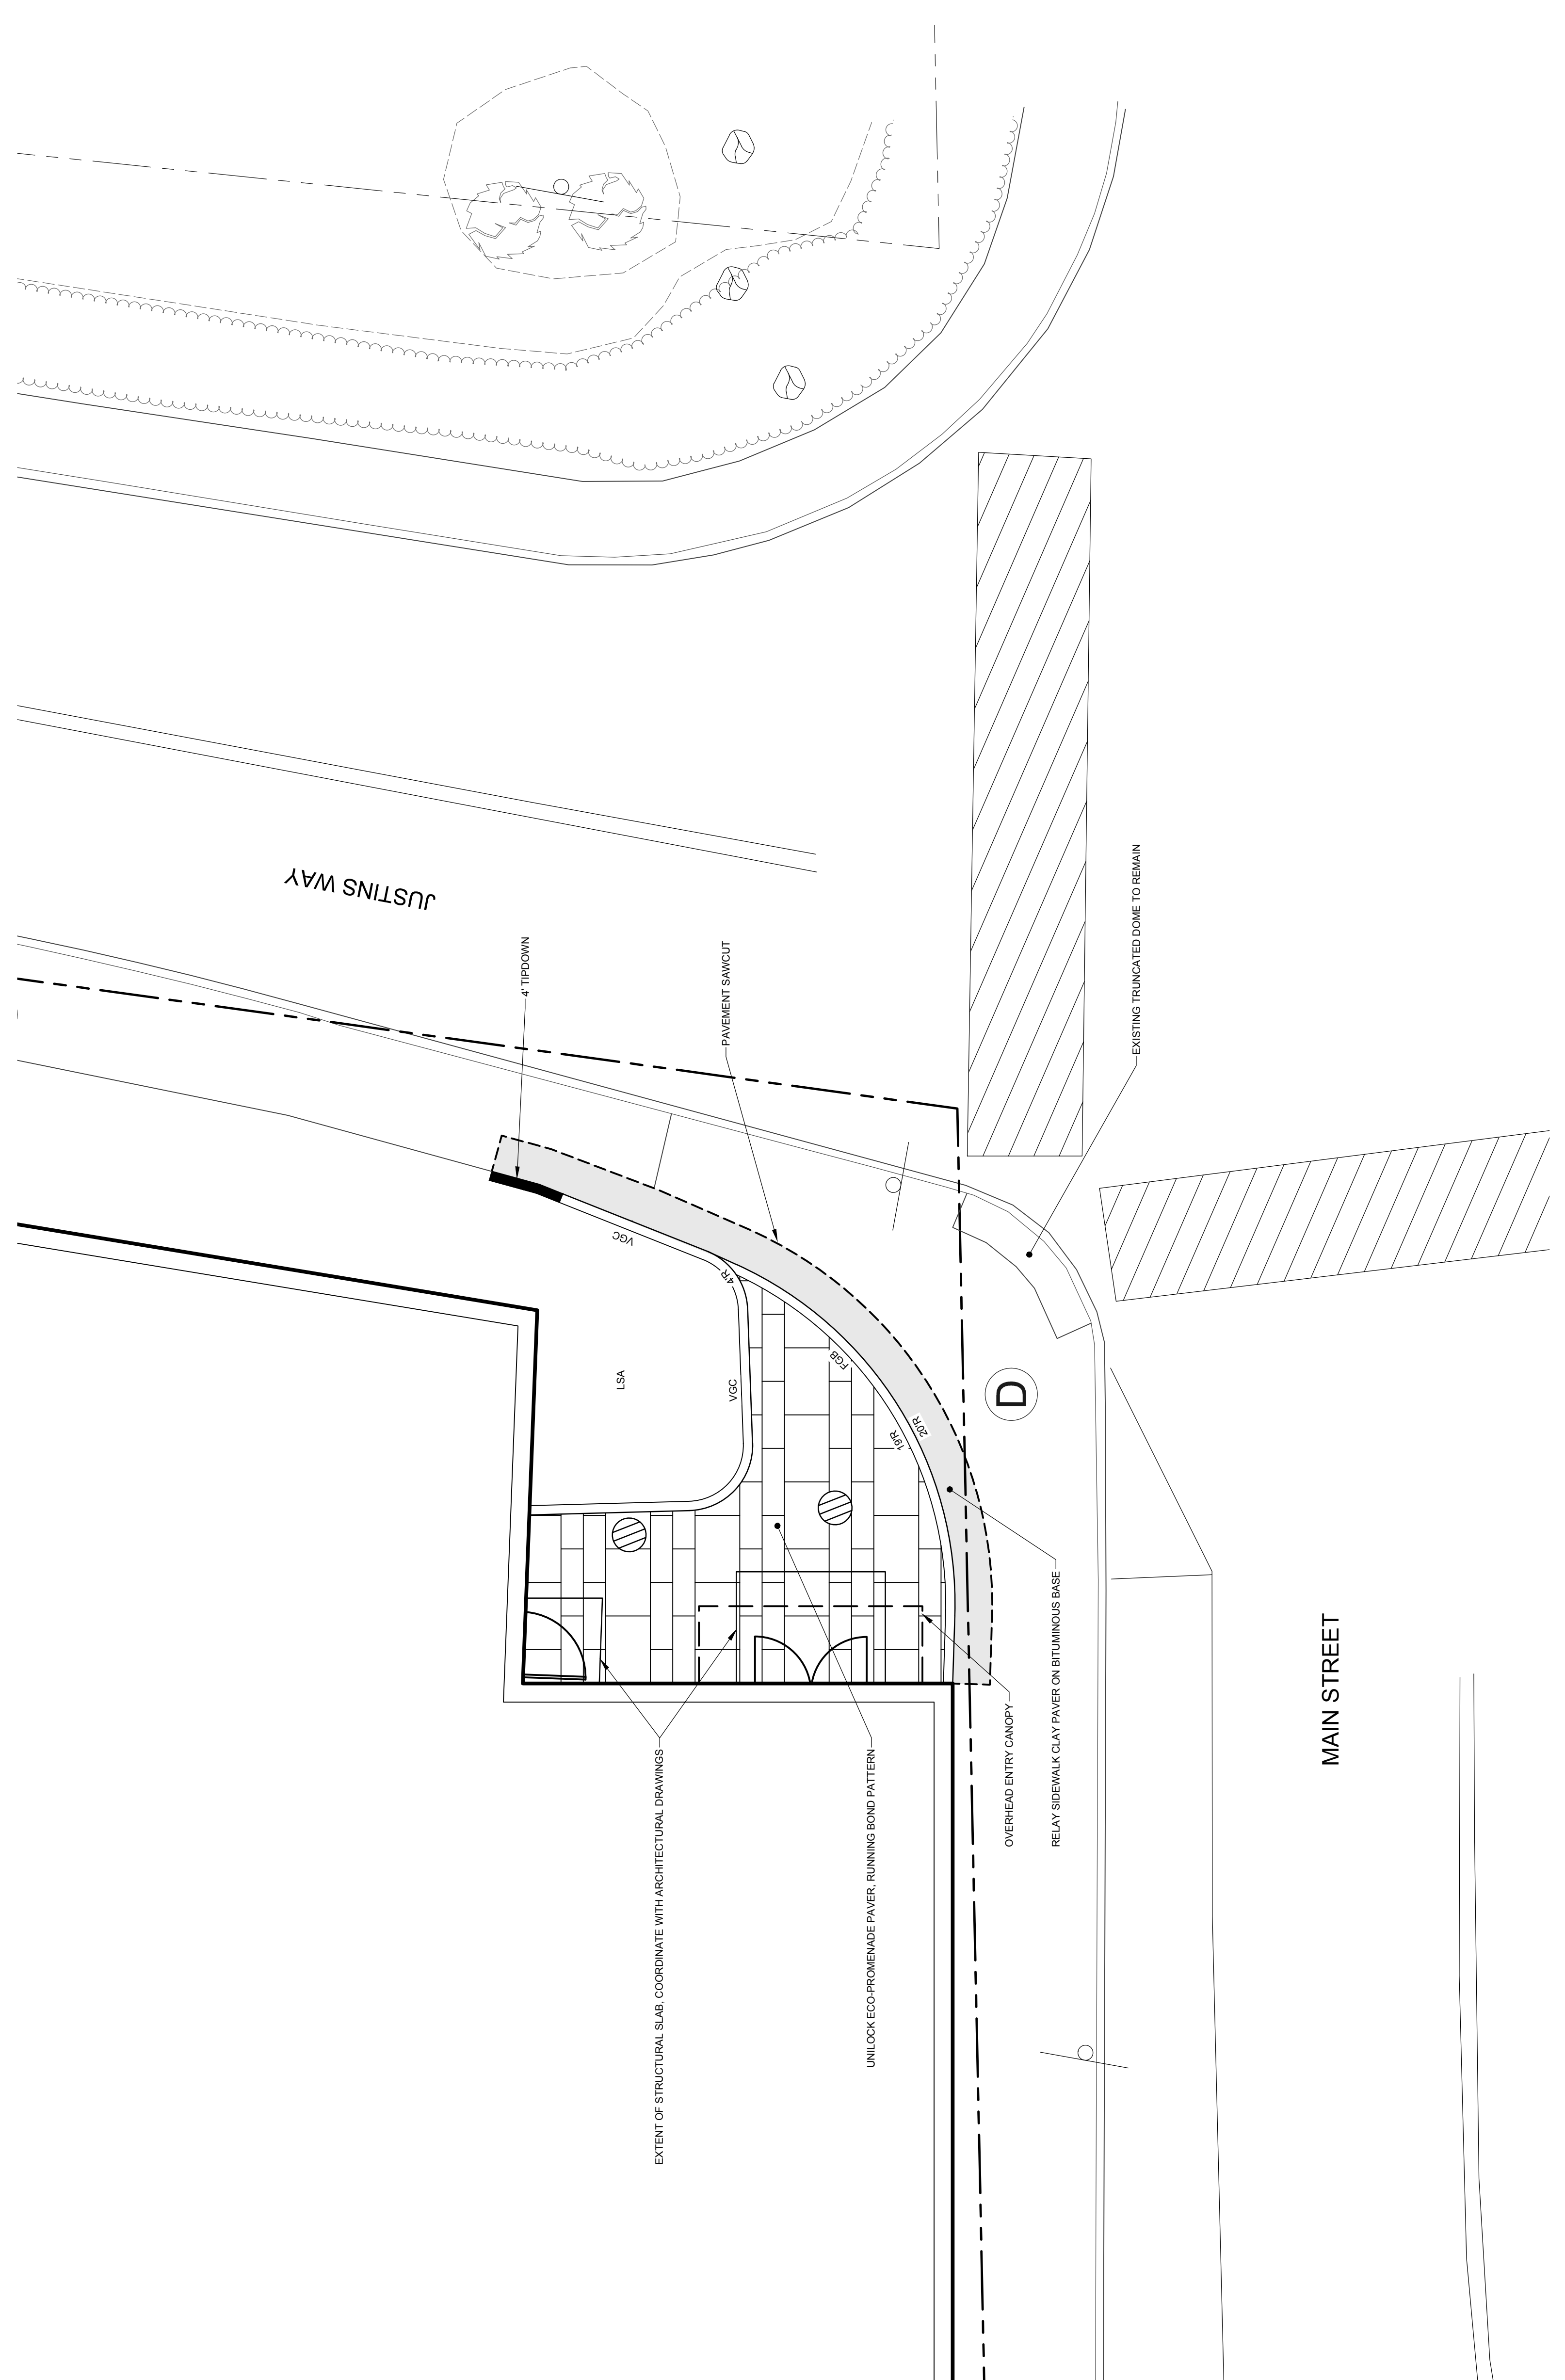 JUSTINS WAY
4' TIPDOWN
PAVEMENT SAWCUT
EXISTING TRUNCATED DOME TO REMAIN
VGC
4'R
FGB
LSA
VGC
19'R
20'R
D
EXTENT OF STRUCTURAL SLAB, COORDINATE WITH ARCHITECTURAL DRAWINGS
UNILOCK ECO-PROMENADE PAVER, RUNNING BOND PATTERN
OVERHEAD ENTRY CANOPY
RELAY SIDEWALK CLAY PAVER ON BITUMINOUS BASE
MAIN STREET